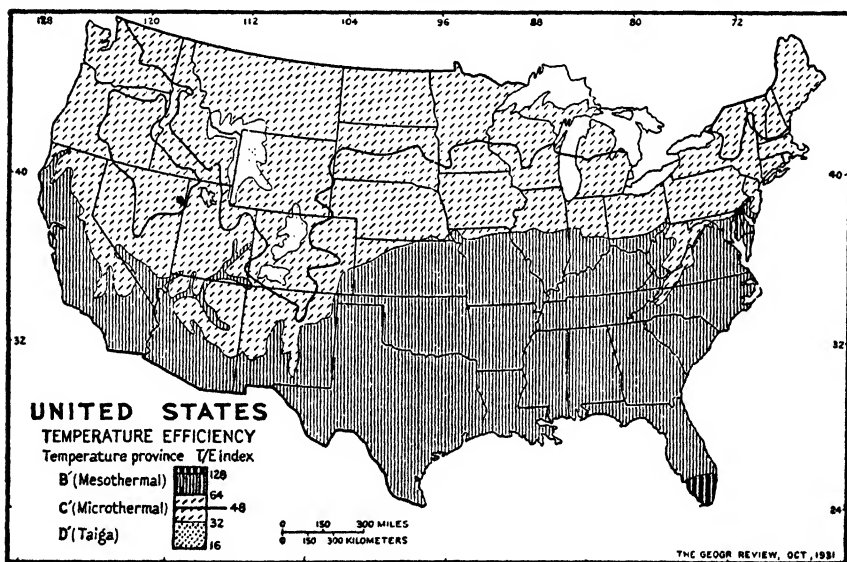 128 120 112 104 96 88 80 72
40 40
32 32
24
UNITED STATES
TEMPERATURE EFFICIENCY
Temperature province T/E index
128
B' (Mesothermal)
64
C' (Microthermal) 48
32
D' (Taiga)
16
0 150 300 MILES
0 150 300 KILOMETERS
THE GEOGR REVIEW, OCT, 1931